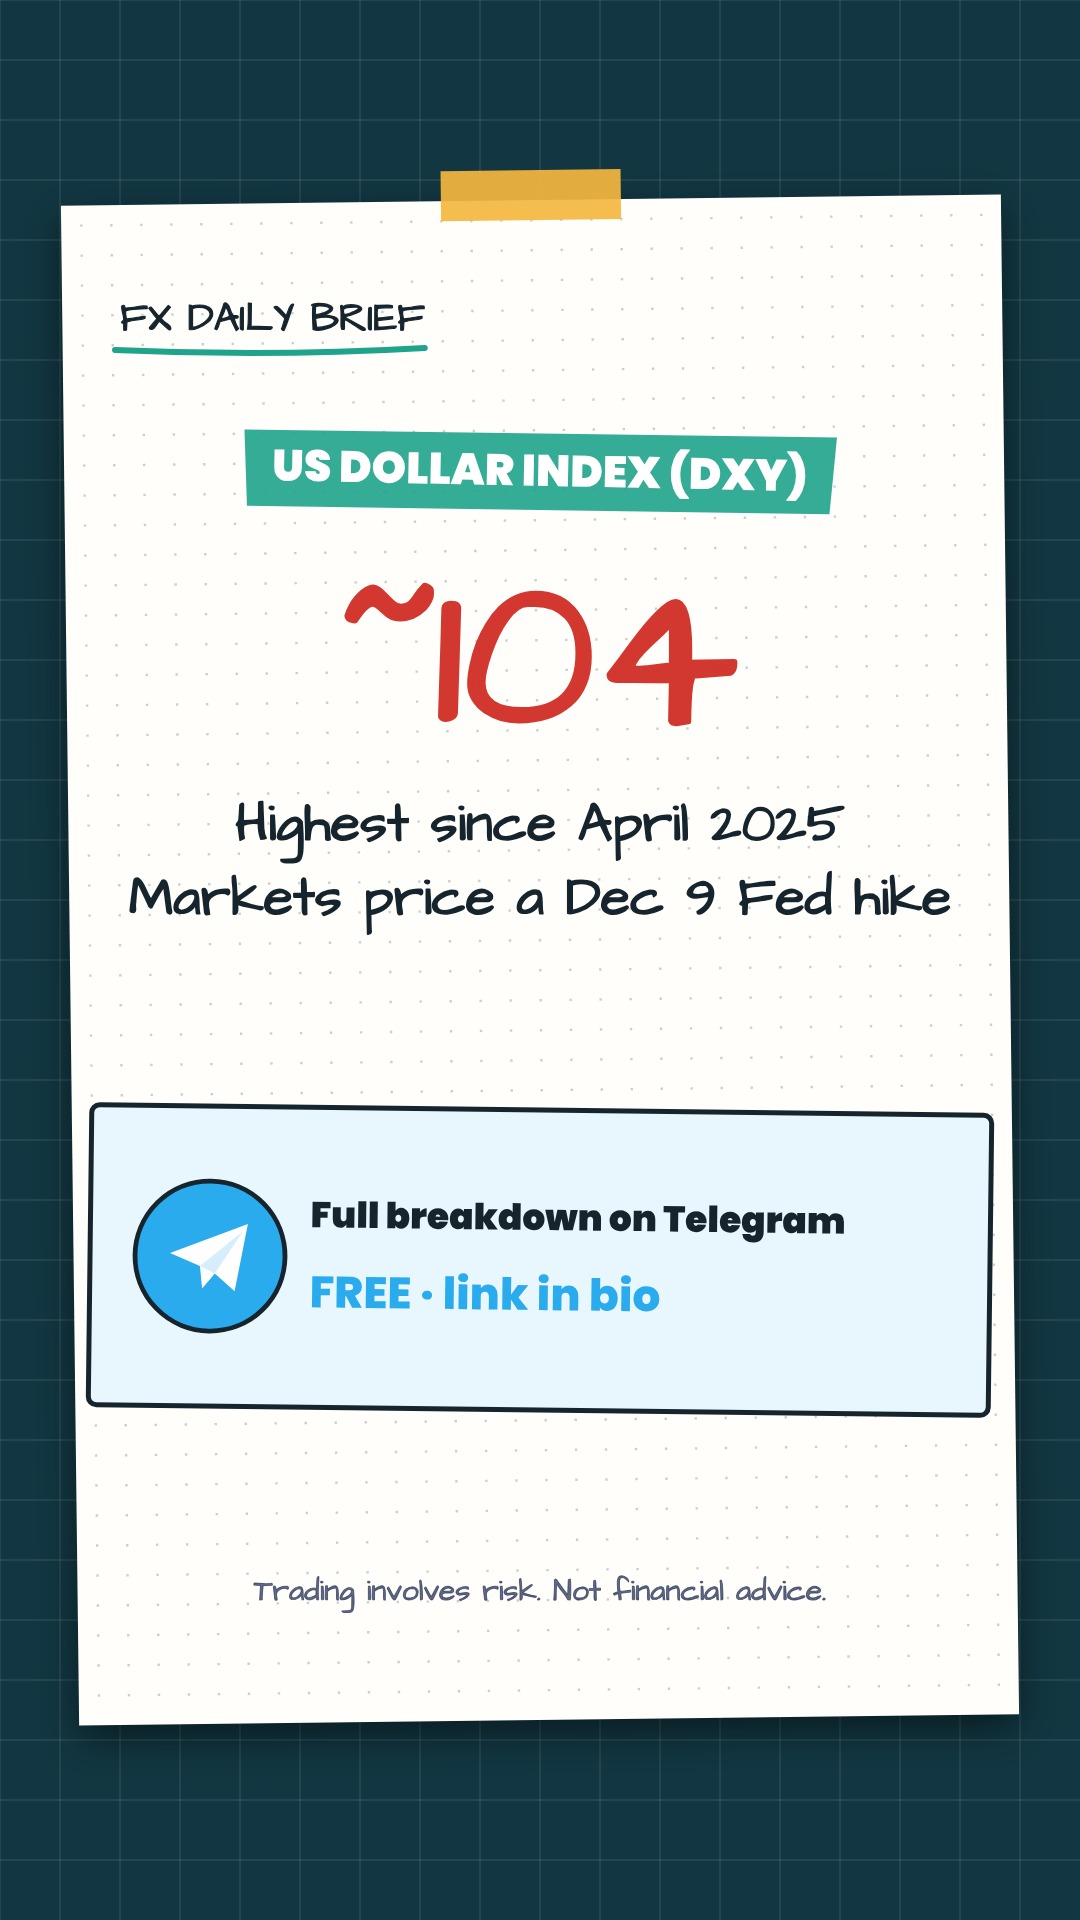 FX DAILY BRIEF
US DOLLAR INDEX (DXY)
~104
Highest since April 2025
Markets price a Dec 9 Fed hike
Full breakdown on Telegram
FREE · link in bio
Trading involves risk. Not financial advice.